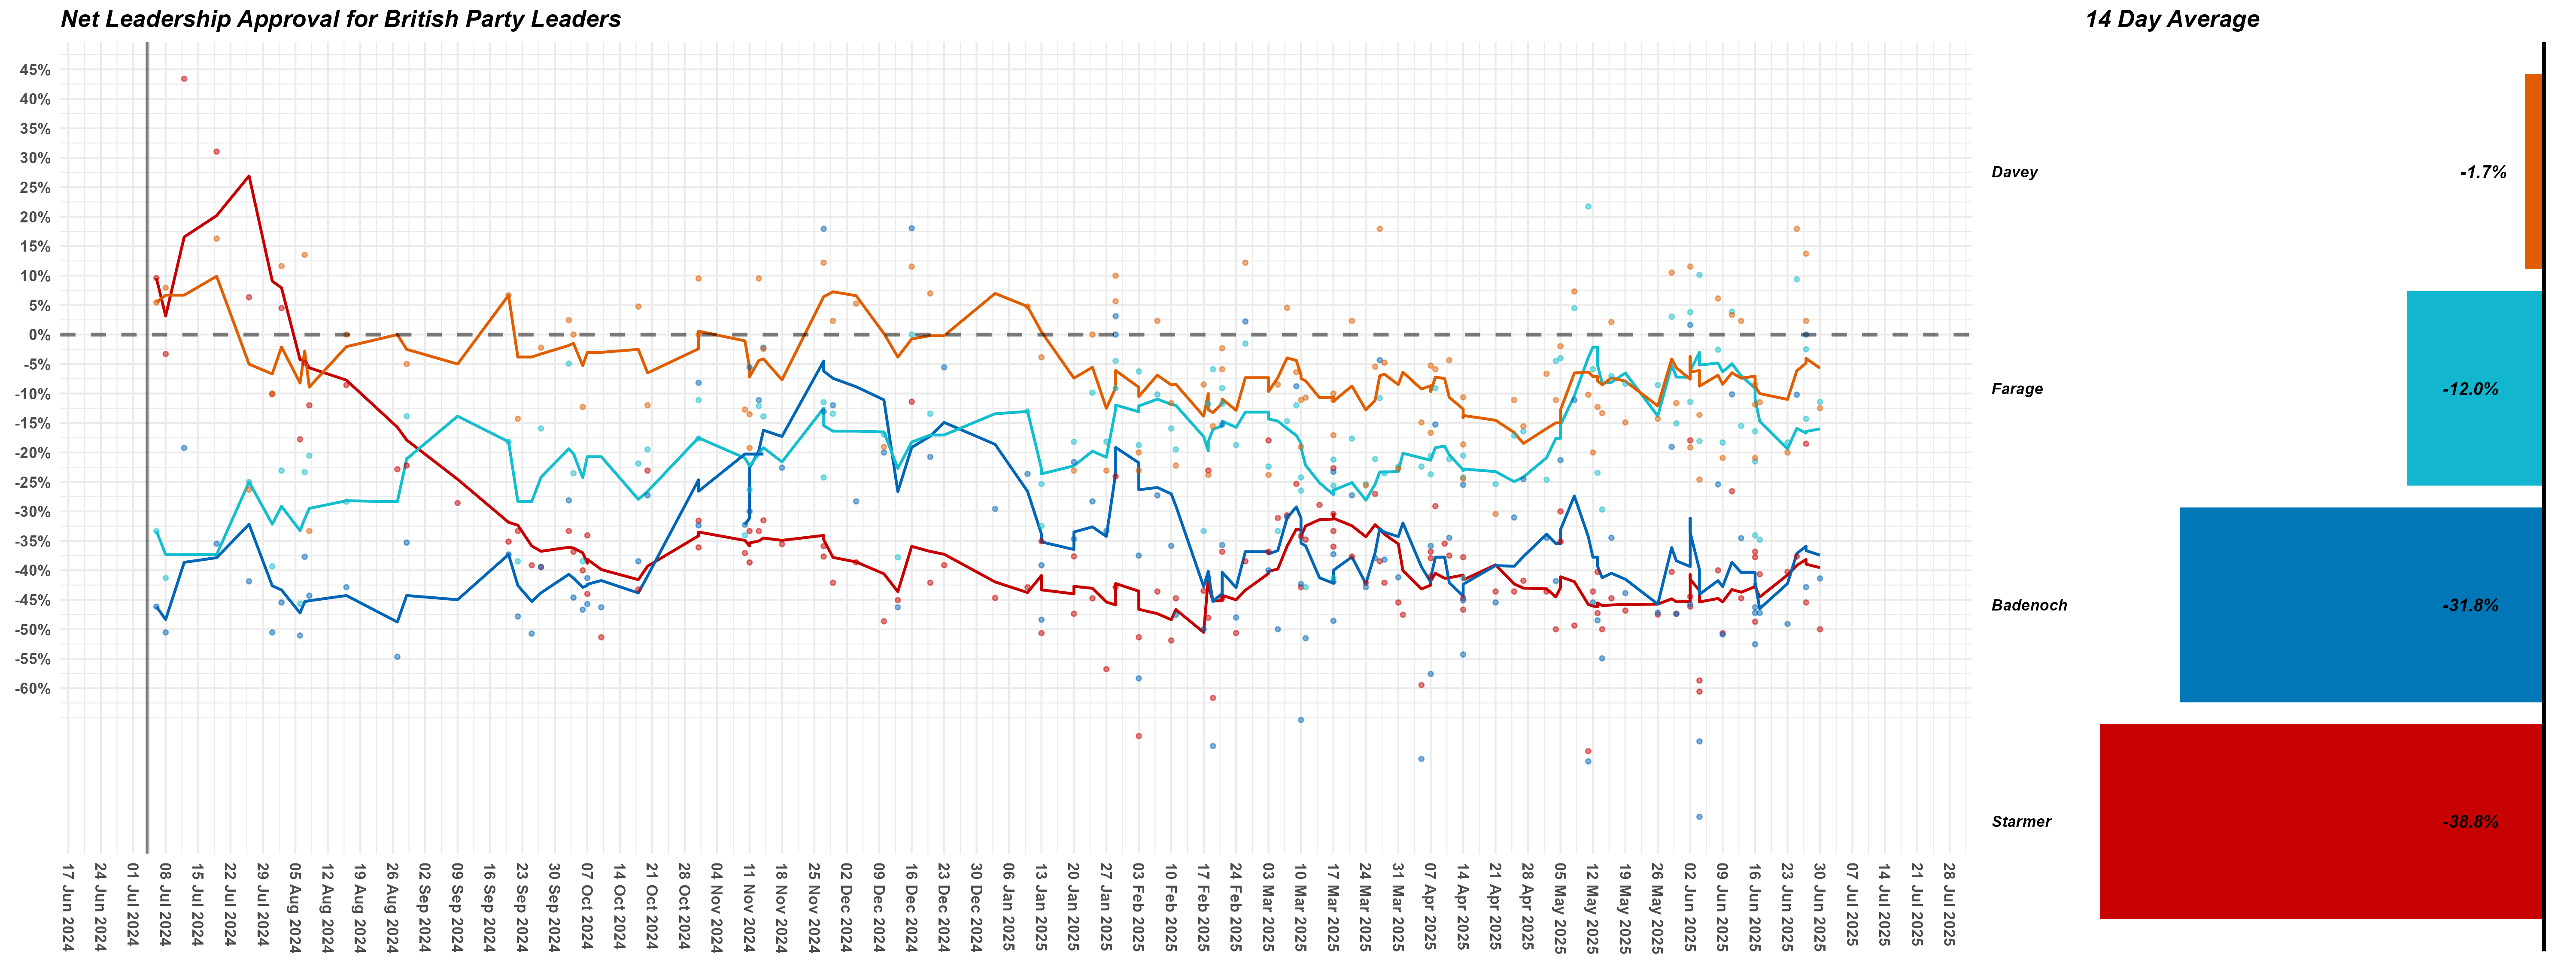 Net Leadership Approval for British Party Leaders
14 Day Average
45%
40%
35%
30%
25%
20%
15%
10%
5%
0%
-5%
-10%
-15%
-20%
-25%
-30%
-35%
-40%
-45%
-50%
-55%
-60%
17 Jun 2024
24 Jun 2024
01 Jul 2024
08 Jul 2024
15 Jul 2024
22 Jul 2024
29 Jul 2024
05 Aug 2024
12 Aug 2024
19 Aug 2024
26 Aug 2024
02 Sep 2024
09 Sep 2024
16 Sep 2024
23 Sep 2024
30 Sep 2024
07 Oct 2024
14 Oct 2024
21 Oct 2024
28 Oct 2024
04 Nov 2024
11 Nov 2024
18 Nov 2024
25 Nov 2024
02 Dec 2024
09 Dec 2024
16 Dec 2024
23 Dec 2024
30 Dec 2024
06 Jan 2025
13 Jan 2025
20 Jan 2025
27 Jan 2025
03 Feb 2025
10 Feb 2025
17 Feb 2025
24 Feb 2025
03 Mar 2025
10 Mar 2025
17 Mar 2025
24 Mar 2025
31 Mar 2025
07 Apr 2025
14 Apr 2025
21 Apr 2025
28 Apr 2025
05 May 2025
12 May 2025
19 May 2025
26 May 2025
02 Jun 2025
09 Jun 2025
16 Jun 2025
23 Jun 2025
30 Jun 2025
07 Jul 2025
14 Jul 2025
21 Jul 2025
28 Jul 2025
Davey -1.7%
Farage -12.0%
Badenoch -31.8%
Starmer -38.8%